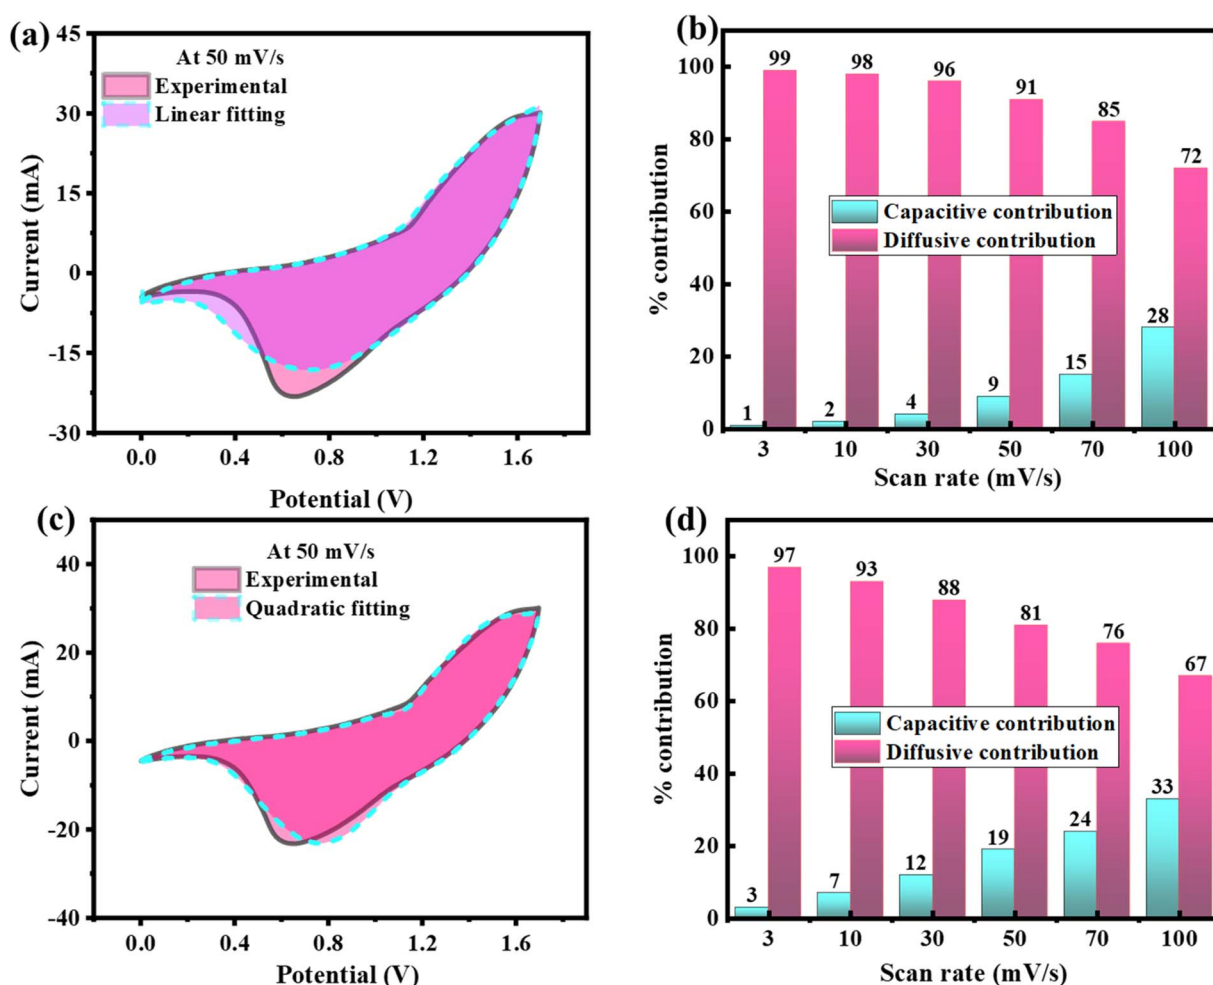 (a)
45
30
15
0
-15
-30
Current (mA)
At 50 mV/s
Experimental
Linear fitting
0.0 0.4 0.8 1.2 1.6
Potential (V)
(b)
100
80
60
40
20
0
% contribution
99 98 96 91 85 72
1 2 4 9 15 28
Capacitive contribution
Diffusive contribution
3 10 30 50 70 100
Scan rate (mV/s)
(c)
40
20
0
-20
-40
Current (mA)
At 50 mV/s
Experimental
Quadratic fitting
0.0 0.4 0.8 1.2 1.6
Potential (V)
(d)
100
80
60
40
20
0
% contribution
97 93 88 81 76 67
3 7 12 19 24 33
Capacitive contribution
Diffusive contribution
3 10 30 50 70 100
Scan rate (mV/s)